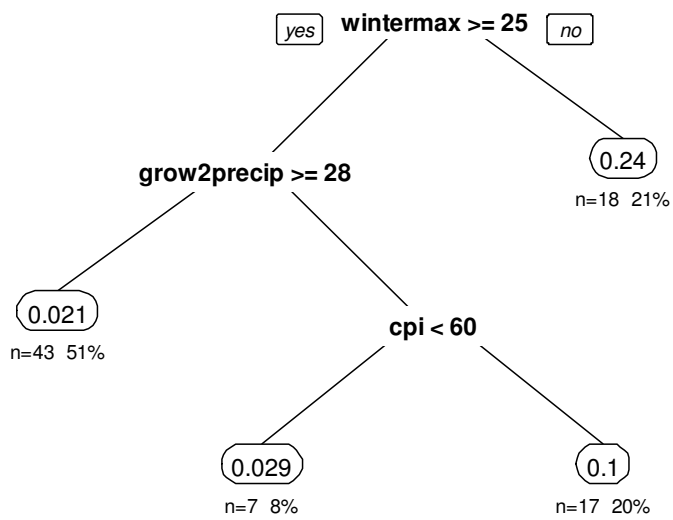 yes wintermax >= 25 no
0.24
n=18 21%
grow2precip >= 28
0.021
n=43 51%
cpi < 60
0.029
n=7 8%
0.1
n=17 20%